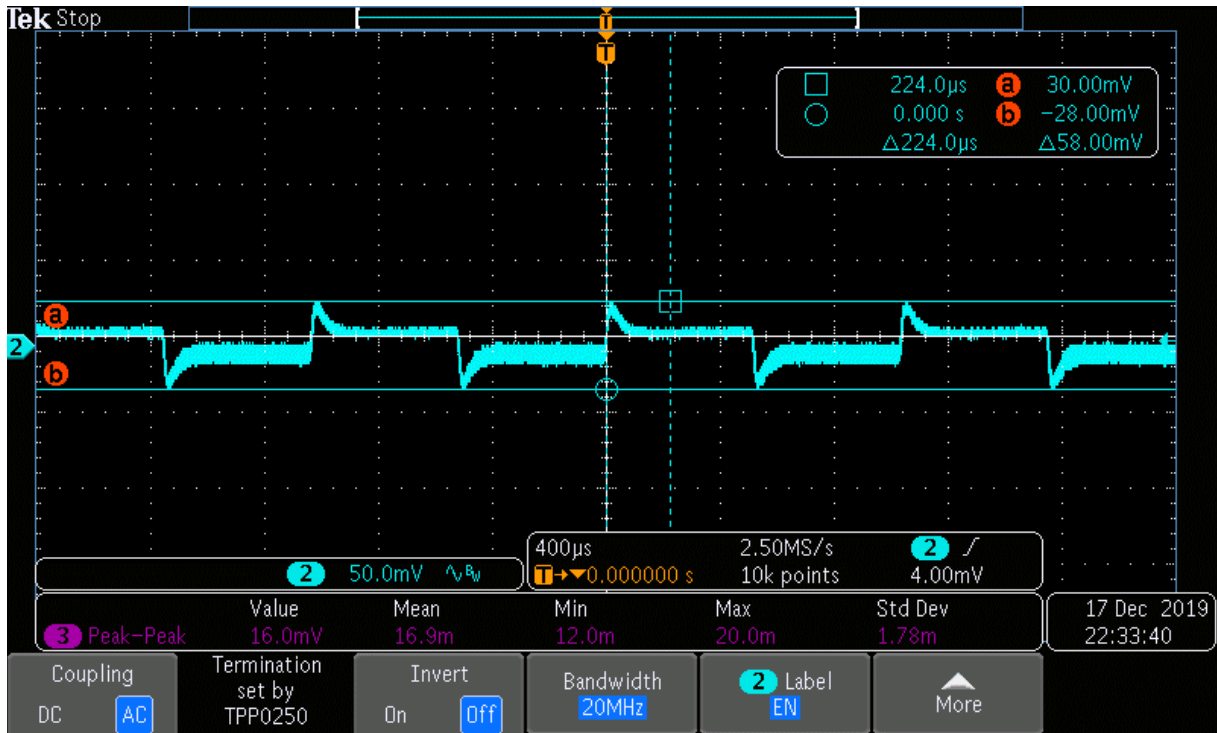 Tek Stop
T
T
224.0µs a 30.00mV
0.000 s b −28.00mV
△224.0µs △58.00mV
a
2
b
400µs 2.50MS/s 2
2 50.0mV BW T→▼0.000000 s 10k points 4.00mV
Value Mean Min Max Std Dev 17 Dec 2019
3 Peak−Peak 16.0mV 16.9m 12.0m 20.0m 1.78m 22:33:40
Coupling Termination Invert Bandwidth 2 Label
set by 20MHz EN More
DC AC TPP0250 On Off